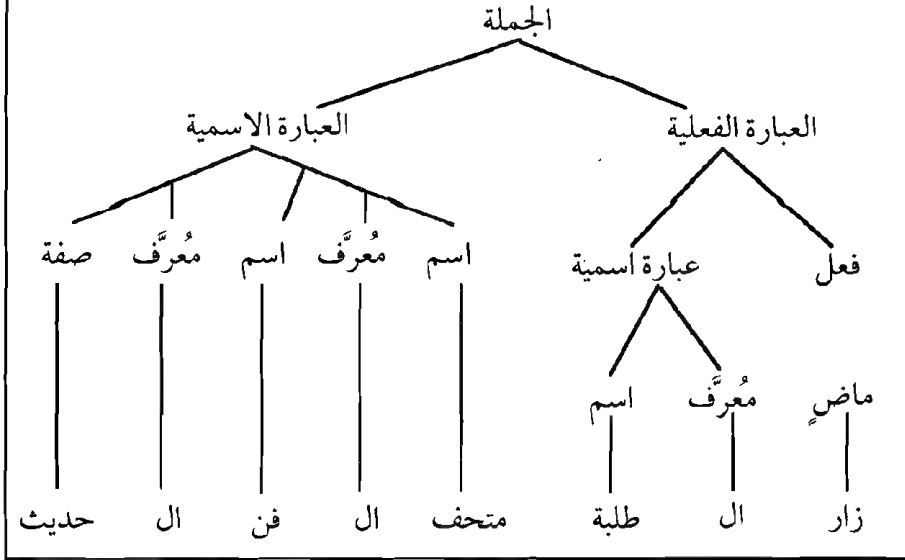 الجملة
العبارة الفعلية العبارة الاسمية
فعل عبارة اسمية اسم مُعرَّف اسم مُعرَّف صفة
ماضٍ مُعرَّف اسم
زار ال طلبة متحف ال فن ال حديث